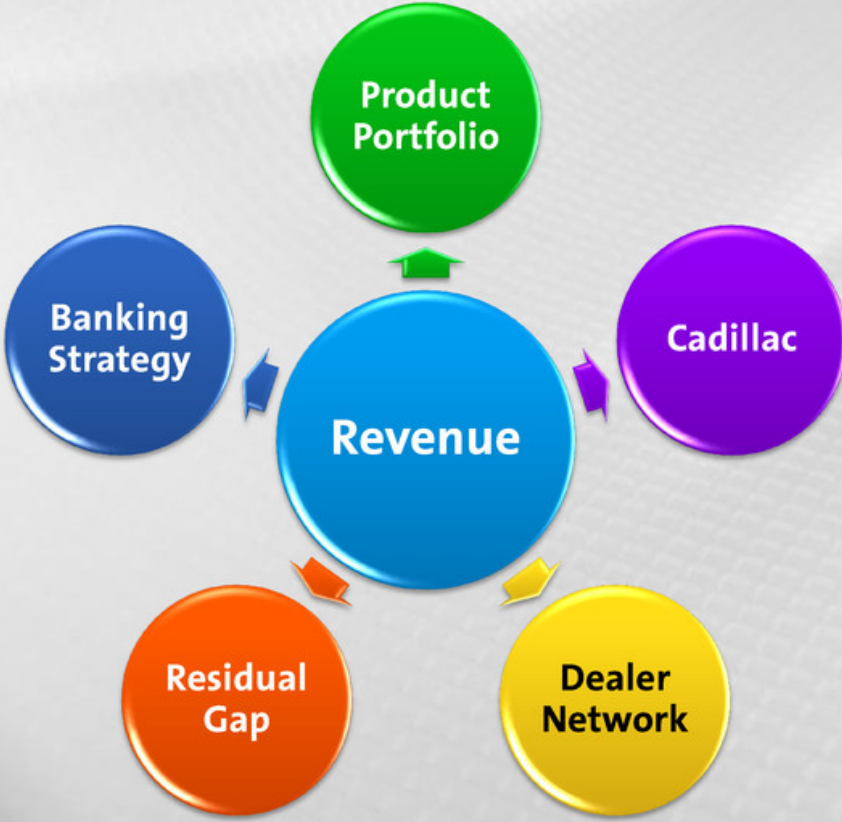 Product
Portfolio
Banking
Strategy
Cadillac
Revenue
Residual
Gap
Dealer
Network